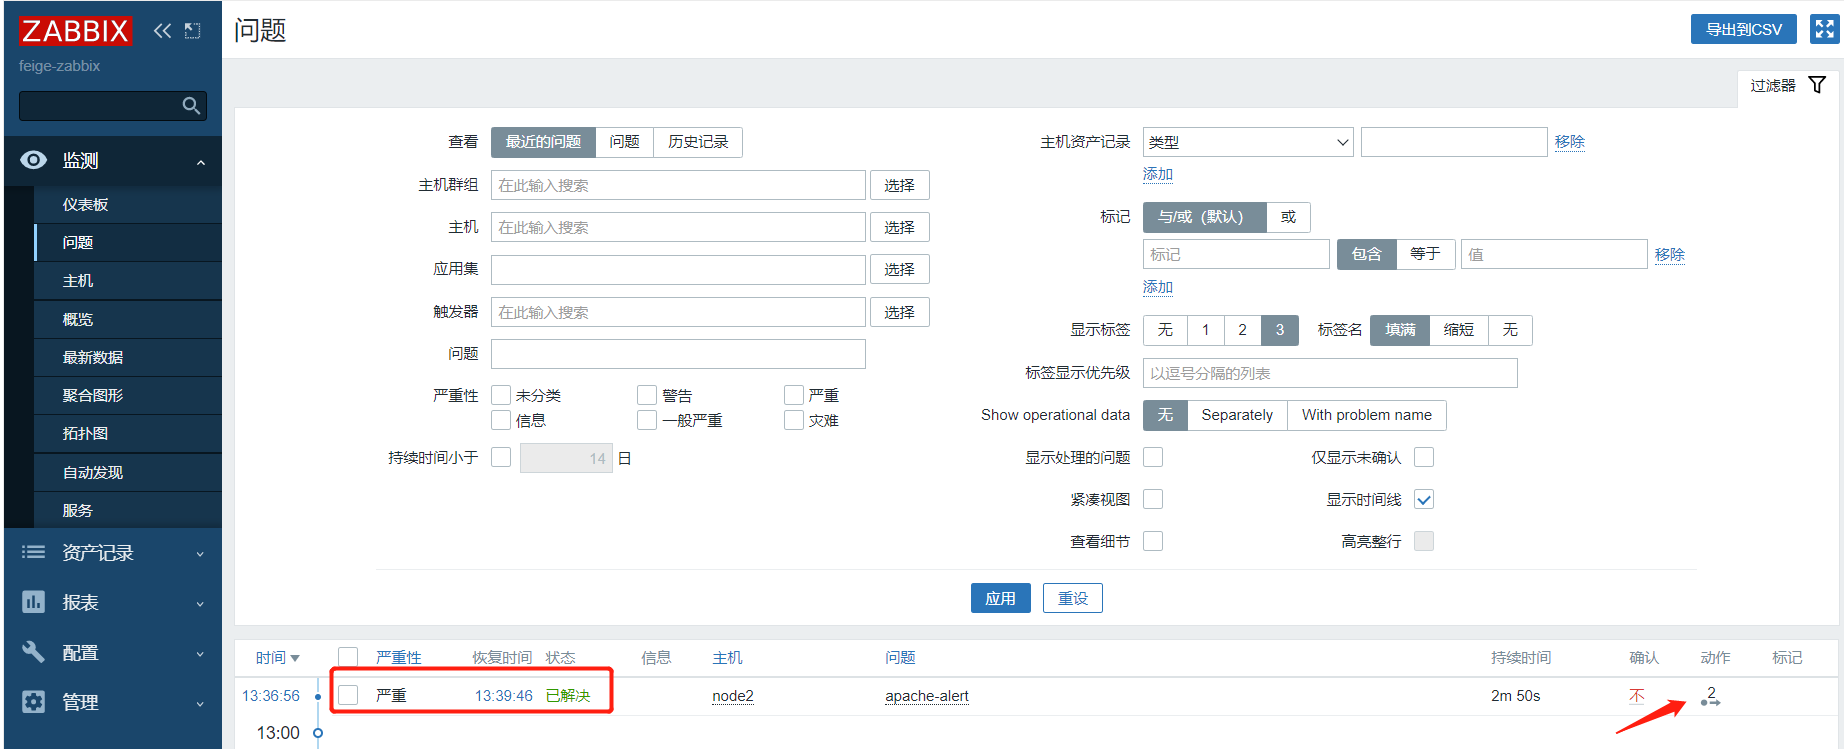 ZABBIX
feige-zabbix
监测
仪表板
问题
主机
概览
最新数据
聚合图形
拓扑图
自动发现
服务
资产记录
报表
配置
管理
问题
导出到CSV
过滤器
查看 最近的问题 问题 历史记录
主机群组 在此输入搜索 选择
主机 在此输入搜索 选择
应用集 选择
触发器 在此输入搜索 选择
问题
严重性 未分类 警告 严重
信息 一般严重 灾难
持续时间小于 14 日
主机资产记录 类型 移除
添加
标记 与/或（默认） 或
标记 包含 等于 值 移除
添加
显示标签 无 1 2 3 标签名 填满 缩短 无
标签显示优先级 以逗号分隔的列表
Show operational data 无 Separately With problem name
显示处理的问题 仅显示未确认
紧凑视图 显示时间线
查看细节 高亮整行
应用 重设
时间 严重性 恢复时间 状态 信息 主机 问题 持续时间 确认 动作 标记
13:36:56 严重 13:39:46 已解决 node2 apache-alert 2m 50s 不 2
13:00